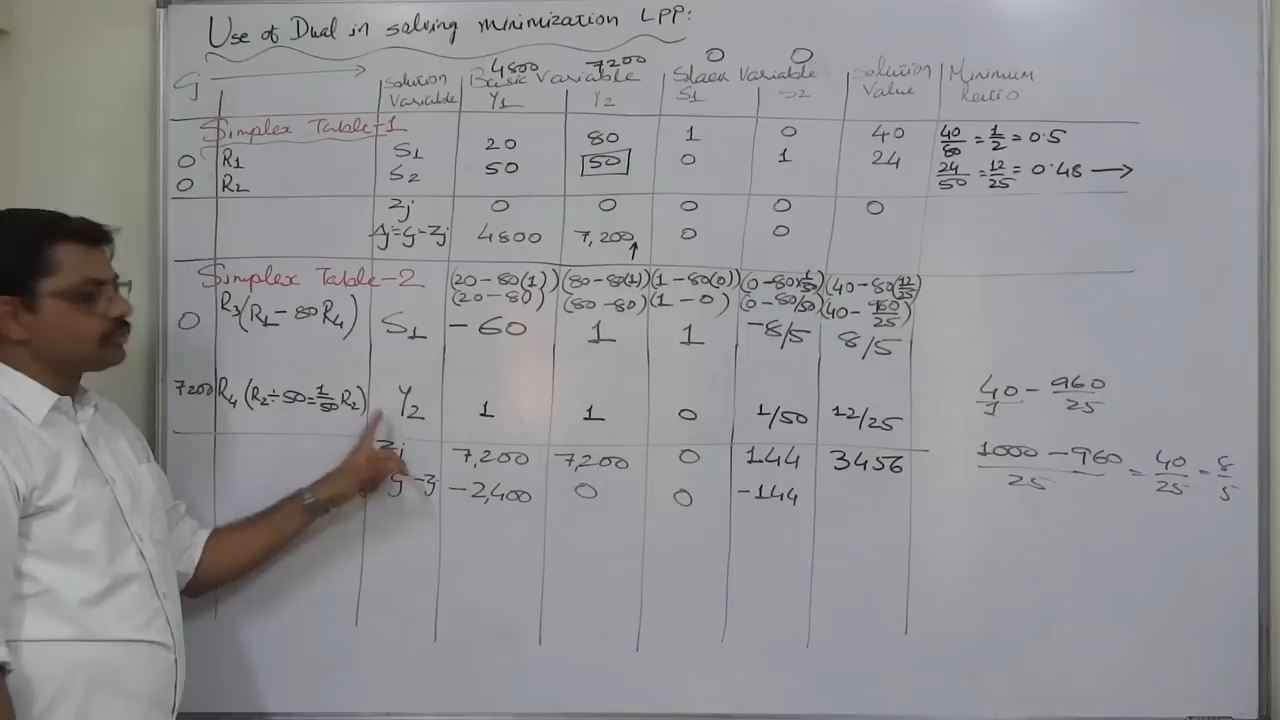 Use of Dual in solving minimization LPP:
4800 7200 0 0
Cj Solution Variable Basic Variable Slack Variable Solution Value Minimum Ratio
Y1 Y2 S1 S2
Simplex Table-1
0 R1 S1 20 80 1 0 40 40/80 = 1/2 = 0.5
0 R2 S2 50 50 0 1 24 24/50 = 12/25 = 0.48 →
Zj 0 0 0 0 0
Δj=Cj-Zj 4800 7,200 ↑ 0 0
Simplex Table-2 (20-80(1)) (80-80(1)) (1-80(0)) (0-80×1/50) (40-80(12/25))
(20-80) (80-80) (1-0) (0-80/50) (40-960/25)
0 R3(R1-80R4) S1 -60 1 1 -8/5 8/5
7200 R4 (R2÷50=1/50 R2) Y2 1 1 0 1/50 12/25
Zj 7,200 7,200 0 144 3456
Cj-Zj -2,400 0 0 -144
40/1 - 960/25
1000-960/25 = 40/25 = 8/5